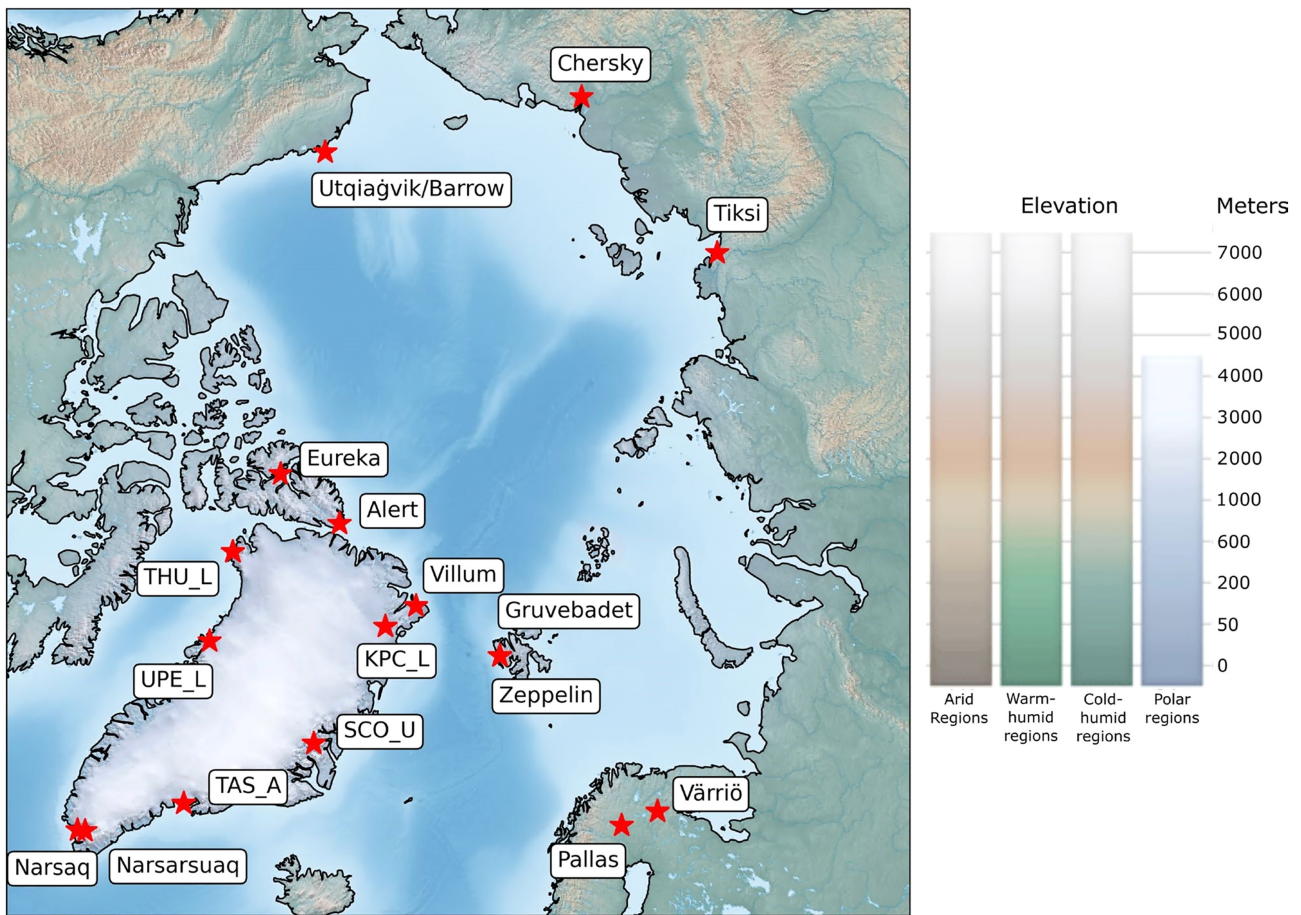 Chersky
Utqiaġvik/Barrow
Tiksi
Eureka
Alert
THU_L
Villum
Gruvebadet
KPC_L
UPE_L
Zeppelin
SCO_U
TAS_A
Värriö
Pallas
Narsaq
Narsarsuaq
Elevation
Meters
7000
6000
5000
4000
3000
2000
1000
600
200
50
0
Arid
Regions
Warm-
humid
regions
Cold-
humid
regions
Polar
regions